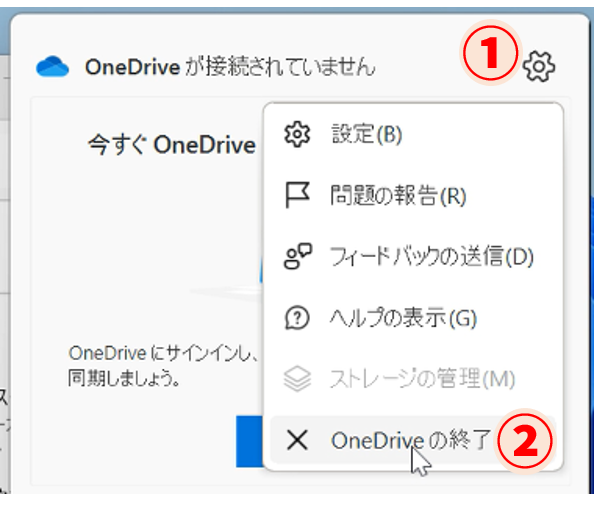 OneDrive が接続されていません
1
今すぐ OneDrive
設定(B)
問題の報告(R)
フィードバックの送信(D)
ヘルプの表示(G)
OneDrive にサインインし、
同期しましょう。
ストレージの管理(M)
OneDrive の終了
2